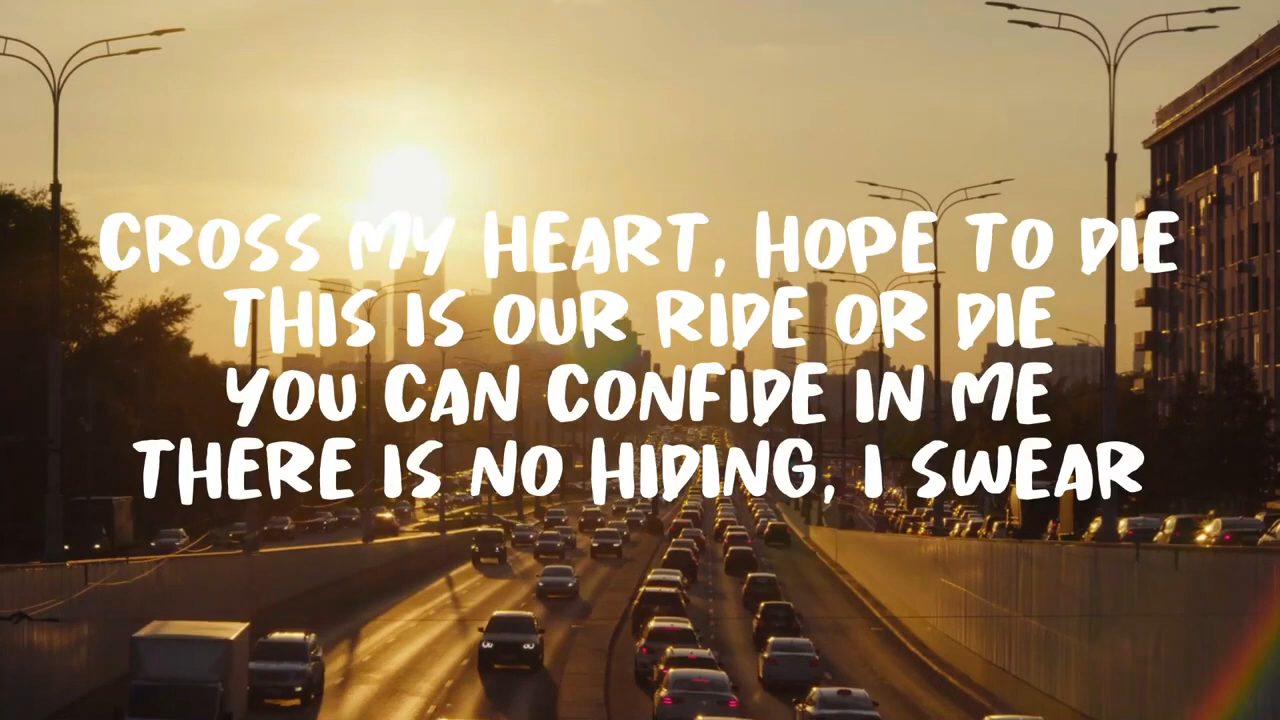 CROSS MY HEART, HOPE TO DIE
THIS IS OUR RIDE OR DIE
YOU CAN CONFIDE IN ME
THERE IS NO HIDING, I SWEAR